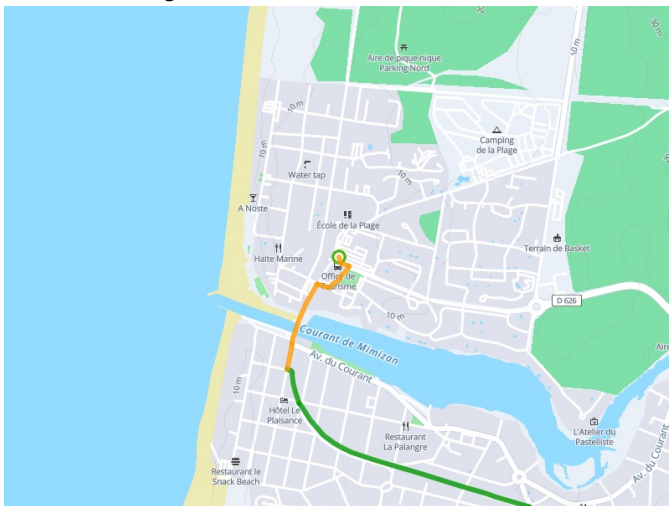 30 m
Aire de pique-nique
Parking Nord
10 m
10 m
10 m
Camping
de la Plage
10 m
Water tap
A Noste
École de la Plage
Halte Marine
Terrain de Basket
Office de
Tourisme
D 626
10 m
Courant de Mimizan
Aire
Av. du Courant
10 m
Hôtel Le
Plaisance
Restaurant
La Palangre
L'Atelier du
Pastelliste
Av. du Courant
Restaurant le
Snack Beach